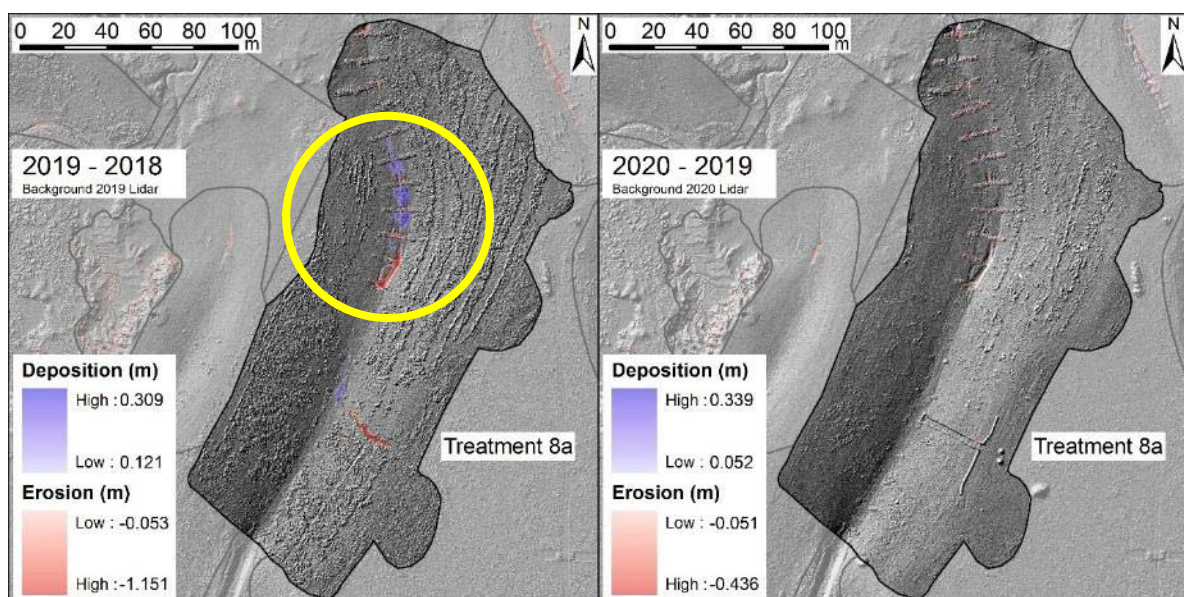 0 20 40 60 80 100
m
N
2019 - 2018
Background 2019 Lidar
Deposition (m)
High : 0.309
Low : 0.121
Erosion (m)
Low : -0.053
High : -1.151
Treatment 8a
0 20 40 60 80 100
m
N
2020 - 2019
Background 2020 Lidar
Deposition (m)
High : 0.339
Low : 0.052
Erosion (m)
Low : -0.051
High : -0.436
Treatment 8a